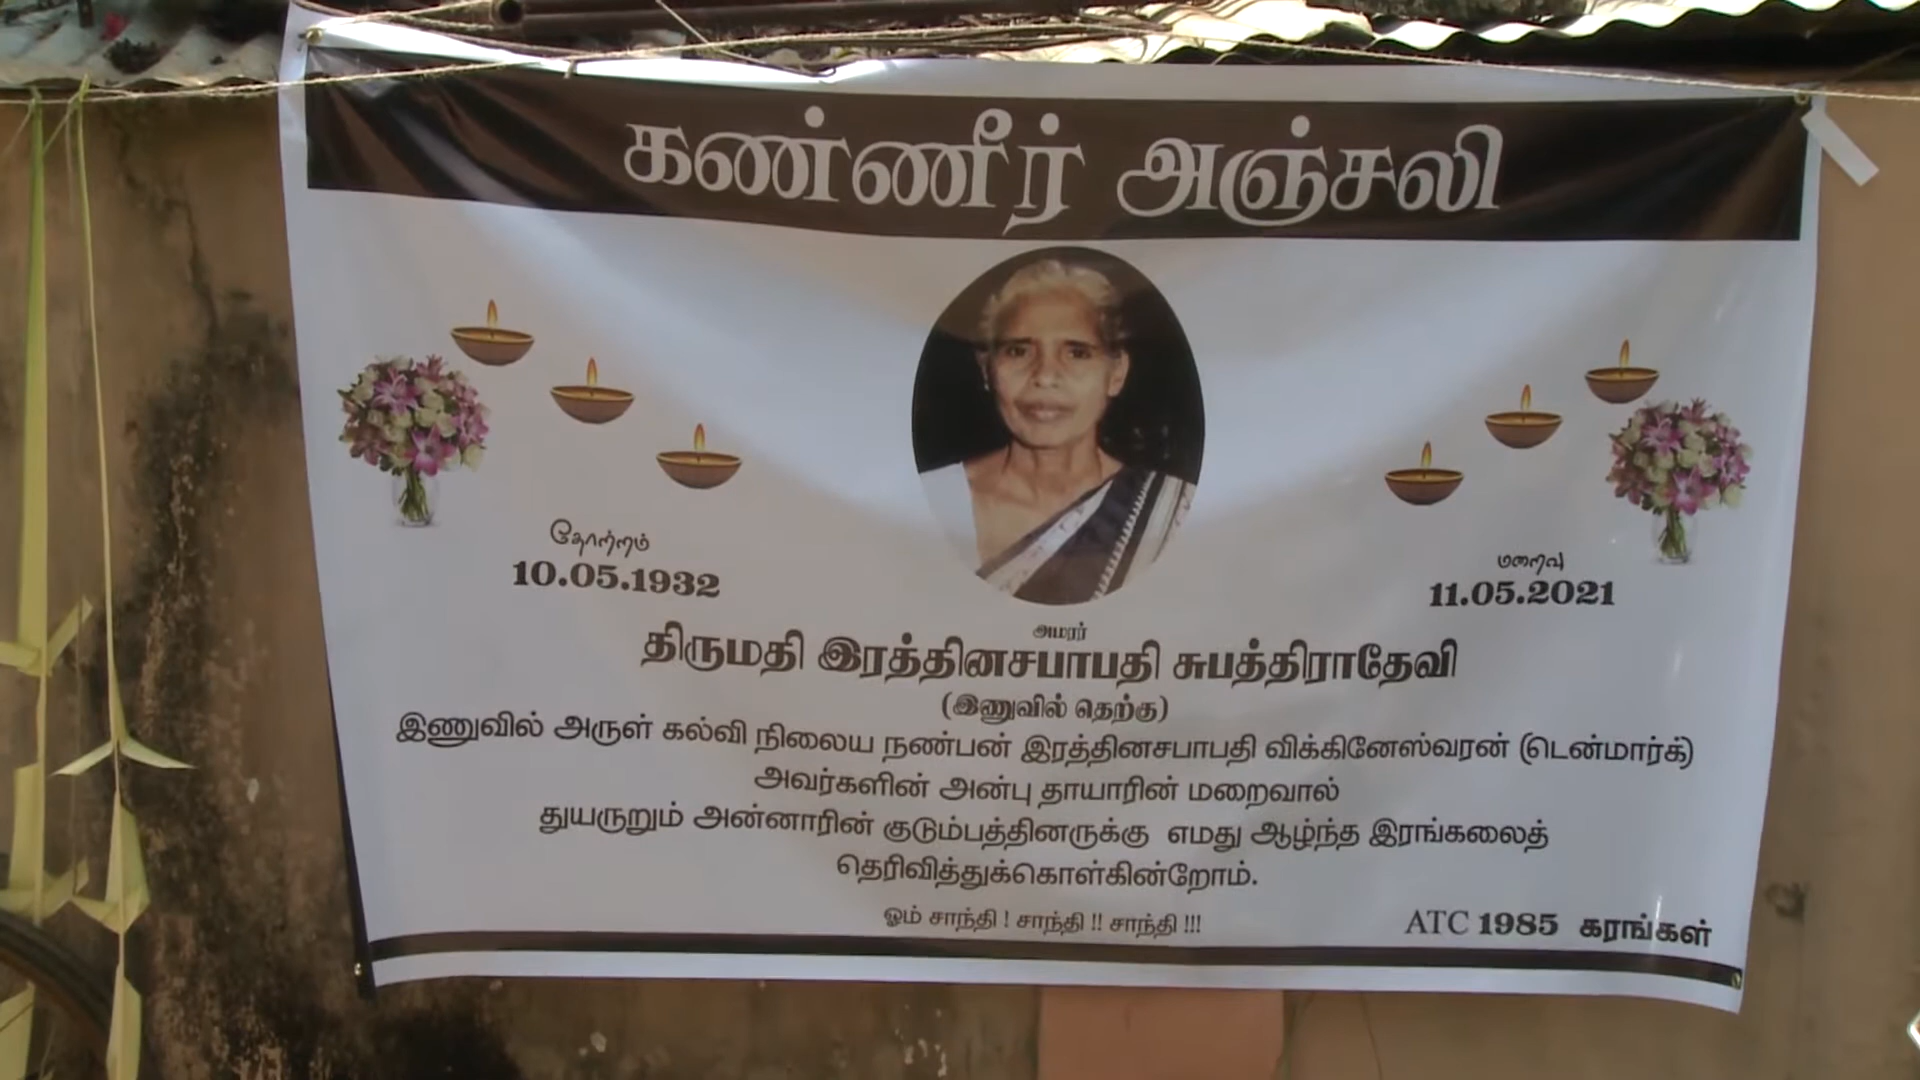 கண்ணீர் அஞ்சலி
தோற்றம்
10.05.1932
மறைவு
11.05.2021
அமரர்
திருமதி இரத்தினசபாபதி சுபத்திராதேவி
(இணுவில் தெற்கு)
இணுவில் அருள் கல்வி நிலைய நண்பன் இரத்தினசபாபதி விக்கினேஸ்வரன் (டென்மார்க்)
அவர்களின் அன்பு தாயாரின் மறைவால்
துயருறும் அன்னாரின் குடும்பத்தினருக்கு எமது ஆழ்ந்த இரங்கலைத்
தெரிவித்துக்கொள்கின்றோம்.
ஓம் சாந்தி ! சாந்தி !! சாந்தி !!!
ATC 1985 கரங்கள்